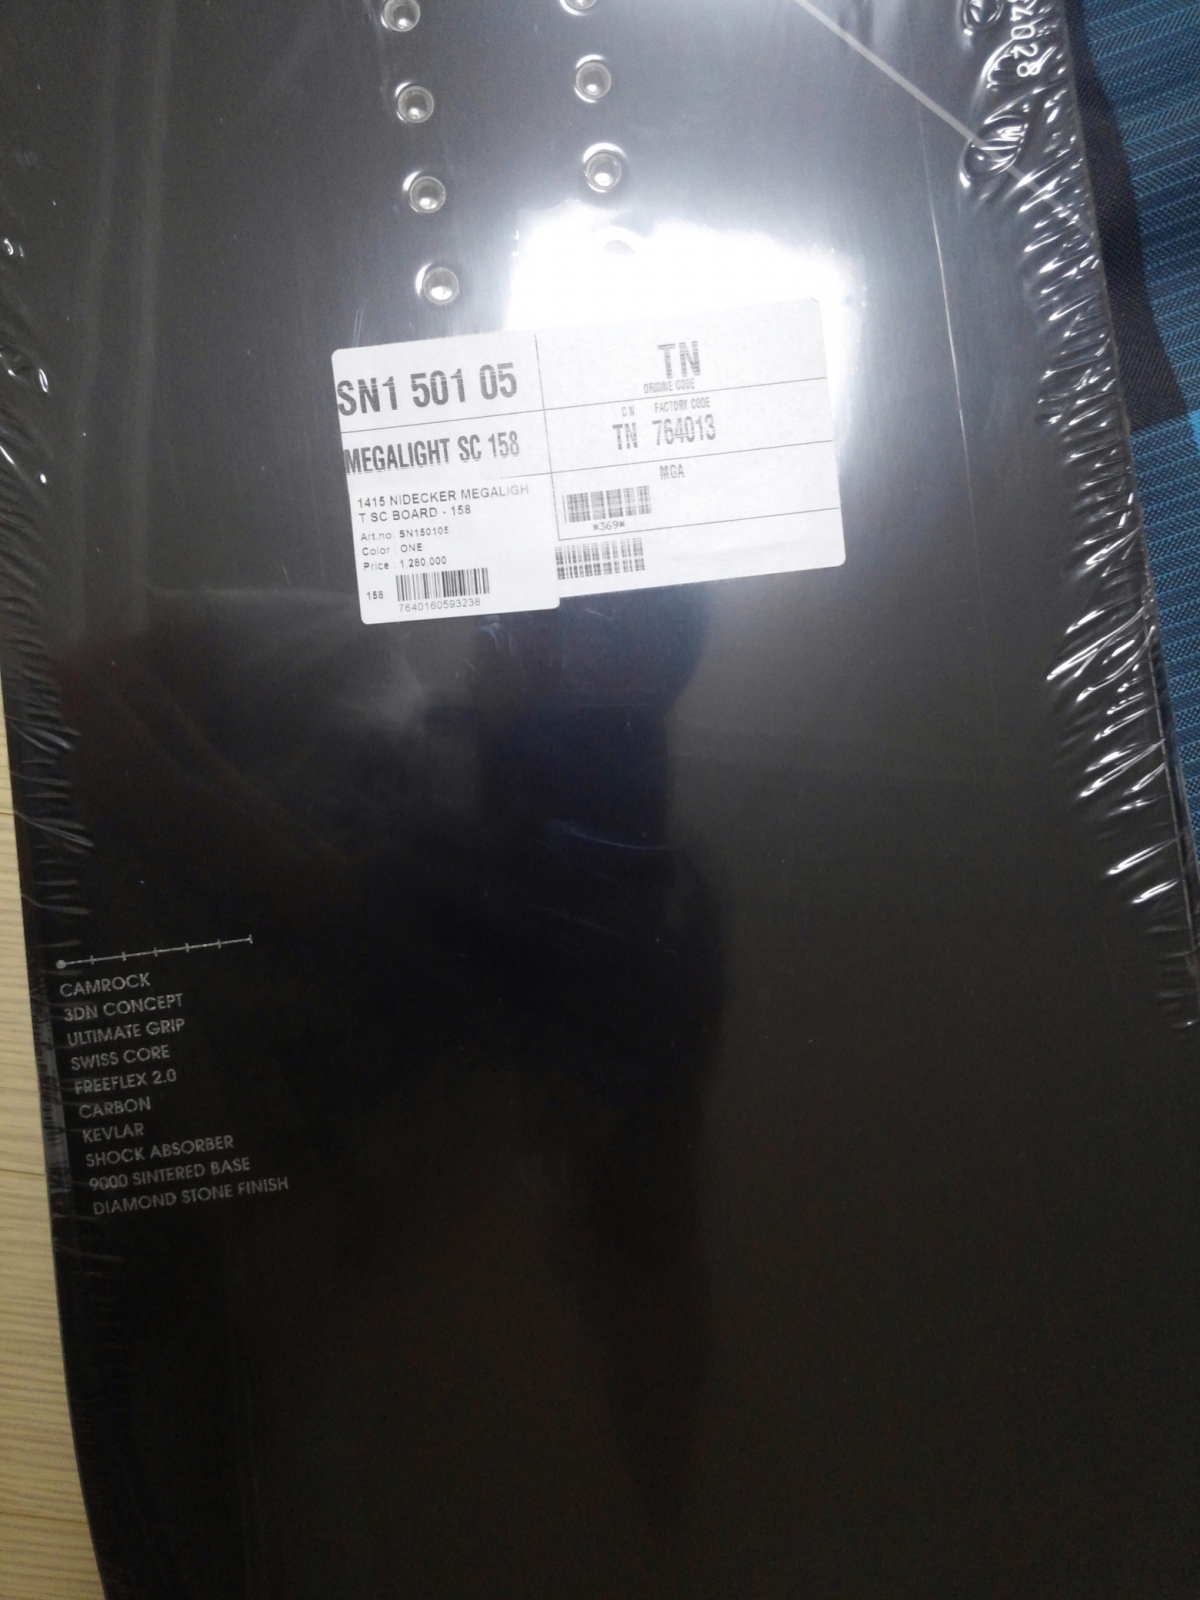 SN1 501 05
TN
ORIGINE CODE
CN FACTORY CODE
TN 764013
MEGALIGHT SC 158
MGA
*369*
1415 NIDECKER MEGALIGH
T SC BOARD - 158
Art.no: SN150105
Color : ONE
Price : 1.280.000
158
7640160593238
CAMROCK
3DN CONCEPT
ULTIMATE GRIP
SWISS CORE
FREEFLEX 2.0
CARBON
KEVLAR
SHOCK ABSORBER
9000 SINTERED BASE
DIAMOND STONE FINISH